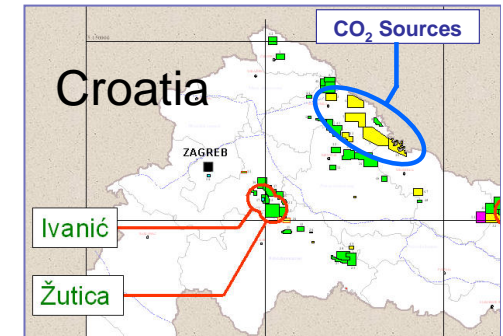 CO₂ Sources
Croatia
ZAGREB
Ivanić
Žutica